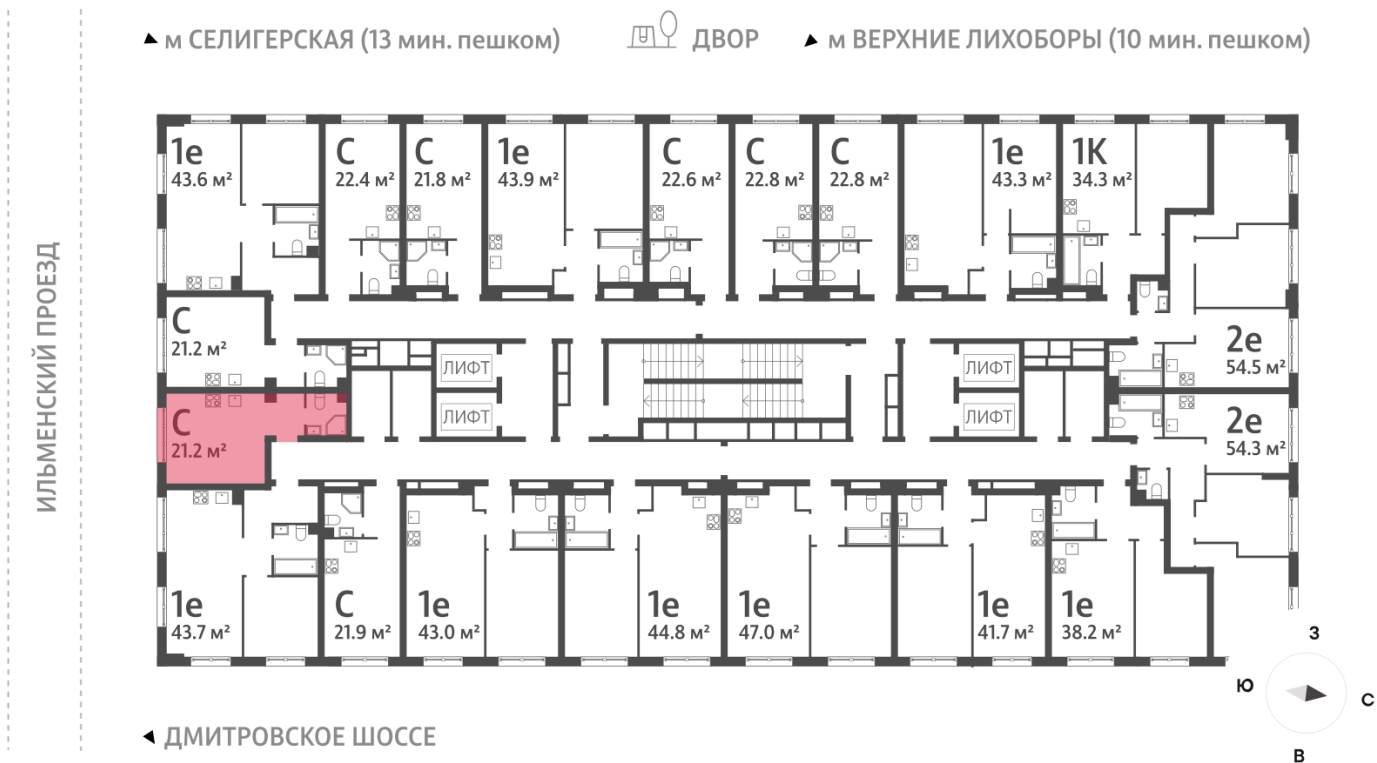 м СЕЛИГЕРСКАЯ (13 мин. пешком)
ДВОР
м ВЕРХНИЕ ЛИХОБОРЫ (10 мин. пешком)
ИЛЬМЕНСКИЙ ПРОЕЗД
1е
43.6 м²
С
22.4 м²
С
21.8 м²
1е
43.9 м²
С
22.6 м²
С
22.8 м²
С
22.8 м²
1е
43.3 м²
1К
34.3 м²
С
21.2 м²
ЛИФТ
ЛИФТ
2е
54.5 м²
С
21.2 м²
ЛИФТ
ЛИФТ
2е
54.3 м²
1е
43.7 м²
С
21.9 м²
1е
43.0 м²
1е
44.8 м²
1е
47.0 м²
1е
41.7 м²
1е
38.2 м²
З
Ю
С
В
ДМИТРОВСКОЕ ШОССЕ